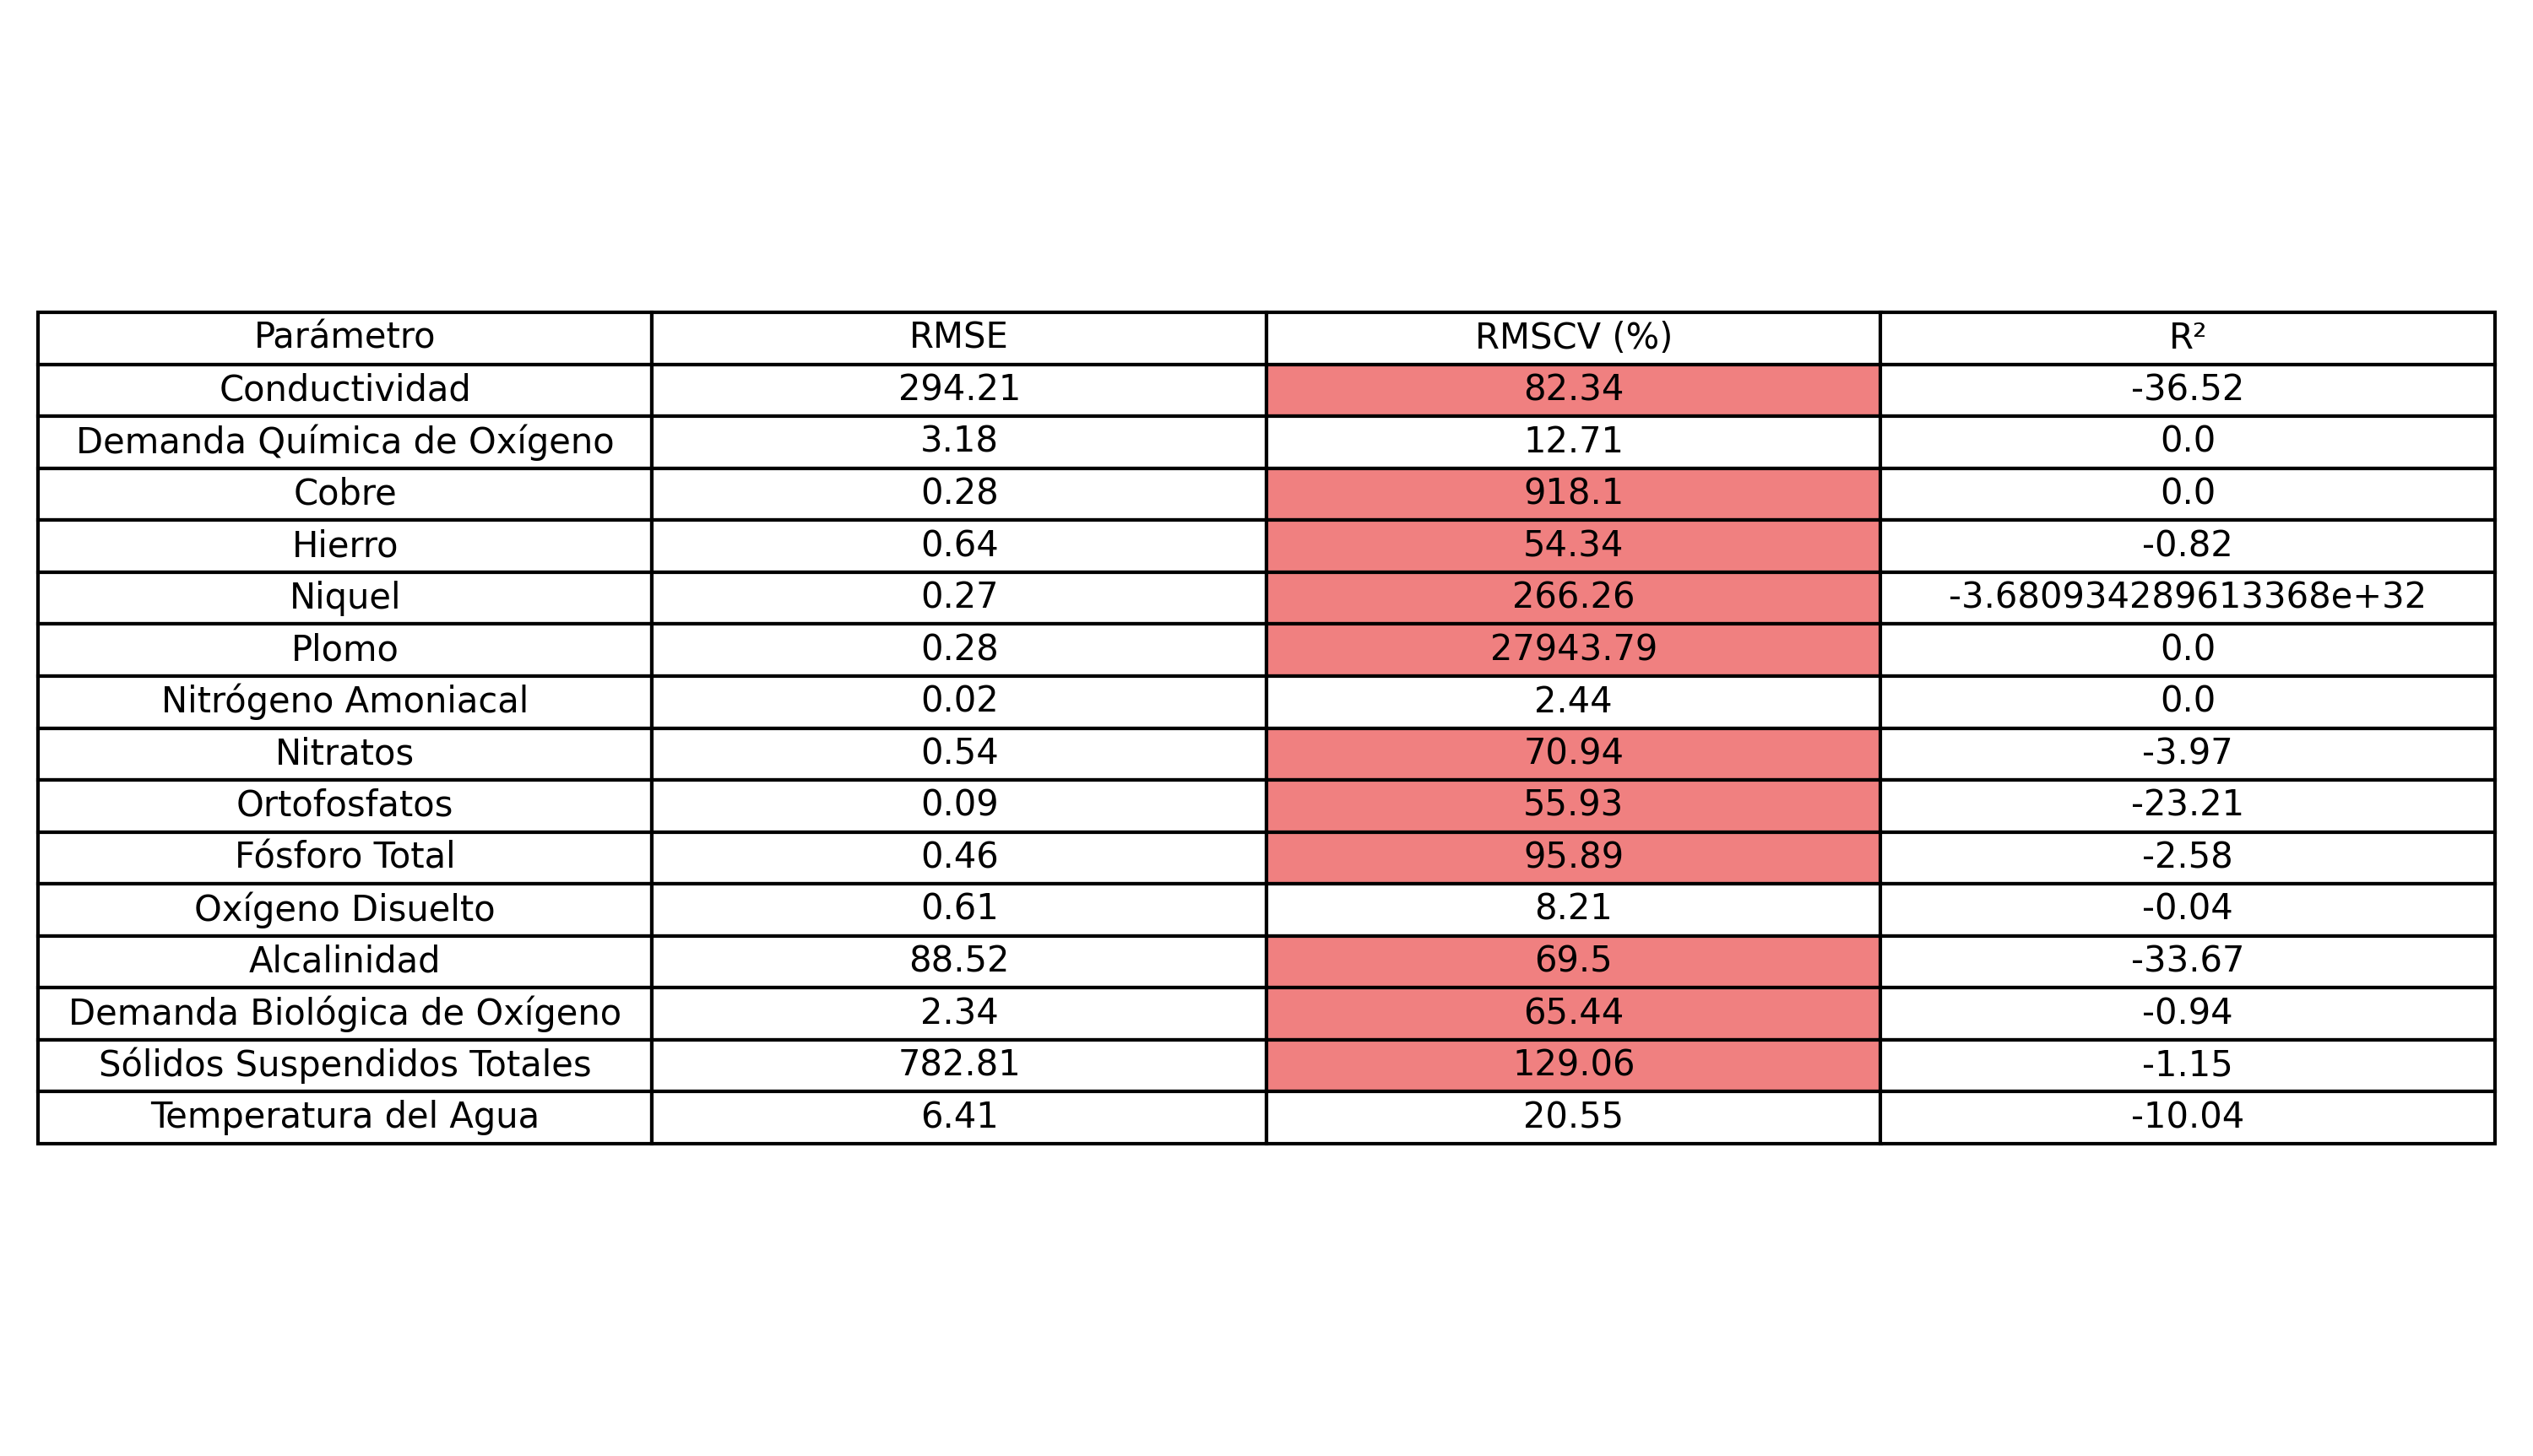 Parámetro RMSE RMSCV (%) R²
Conductividad 294.21 82.34 -36.52
Demanda Química de Oxígeno 3.18 12.71 0.0
Cobre 0.28 918.1 0.0
Hierro 0.64 54.34 -0.82
Niquel 0.27 266.26 -3.680934289613368e+32
Plomo 0.28 27943.79 0.0
Nitrógeno Amoniacal 0.02 2.44 0.0
Nitratos 0.54 70.94 -3.97
Ortofosfatos 0.09 55.93 -23.21
Fósforo Total 0.46 95.89 -2.58
Oxígeno Disuelto 0.61 8.21 -0.04
Alcalinidad 88.52 69.5 -33.67
Demanda Biológica de Oxígeno 2.34 65.44 -0.94
Sólidos Suspendidos Totales 782.81 129.06 -1.15
Temperatura del Agua 6.41 20.55 -10.04